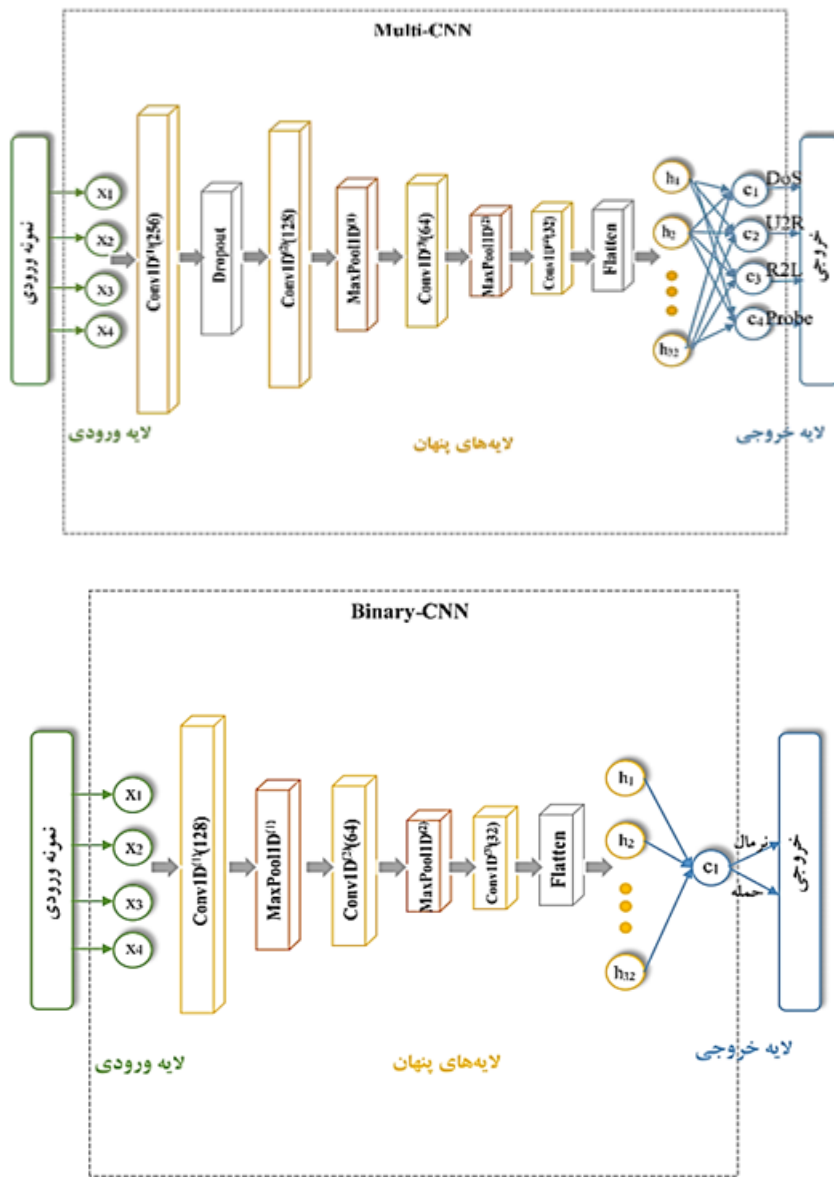 Multi-CNN
نمونه ورودی
X1
X2
X3
X4
Conv1D(1)(256)
Dropout
Conv1D(2)(128)
MaxPool1D(1)
Conv1D(3)(64)
MaxPool1D(2)
Conv1D(4)(32)
Flatten
h1
h2
h32
c1 DoS
c2 U2R
c3 R2L
c4 Probe
خروجی
لایه ورودی
لایه‌های پنهان
لایه خروجی
Binary-CNN
نمونه ورودی
X1
X2
X3
X4
Conv1D(1)(128)
MaxPool1D(1)
Conv1D(2)(64)
MaxPool1D(2)
Conv1D(3)(32)
Flatten
h1
h2
h32
c1
نرمال
حمله
خروجی
لایه ورودی
لایه‌های پنهان
لایه خروجی